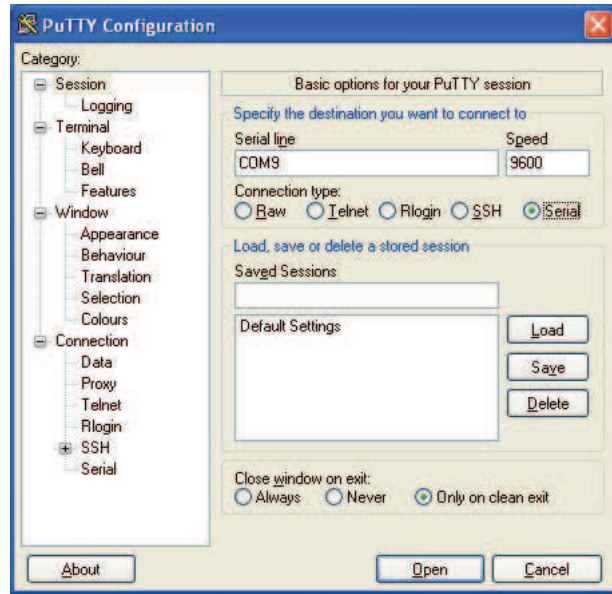 PuTTY Configuration
Category:
Session
Logging
Terminal
Keyboard
Bell
Features
Window
Appearance
Behaviour
Translation
Selection
Colours
Connection
Data
Proxy
Telnet
Rlogin
SSH
Serial
Basic options for your PuTTY session
Specify the destination you want to connect to
Serial line Speed
COM9 9600
Connection type:
Raw Telnet Rlogin SSH Serial
Load, save or delete a stored session
Saved Sessions
Default Settings
Load
Save
Delete
Close window on exit:
Always Never Only on clean exit
About Open Cancel